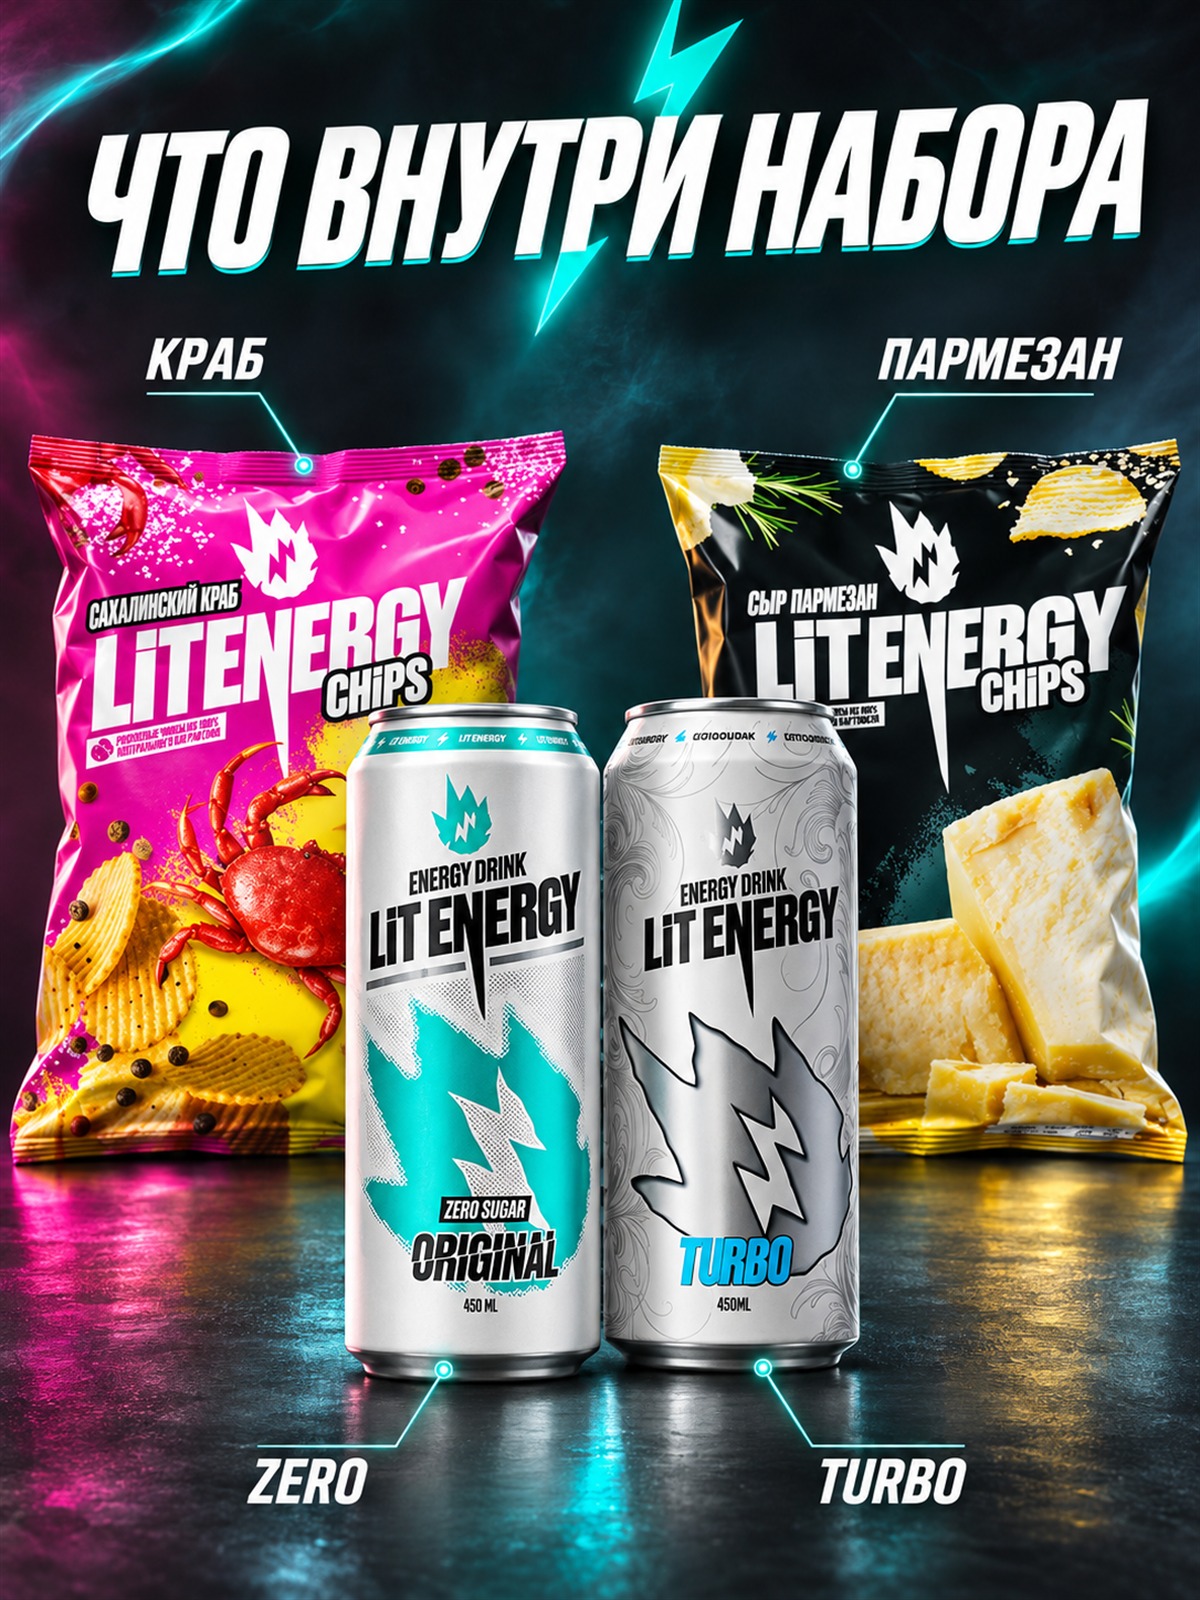 ЧТО ВНУТРИ НАБОРА
КРАБ
ПАРМЕЗАН
САХАЛИНСКИЙ КРАБ
LiTENERGY
CHiPS
СЫР ПАРМЕЗАН
LiTENERGY
CHiPS
LIT ENERGY
ENERGY DRINK
LiT ENERGY
ZERO SUGAR
ORIGINAL
450 ML
ENERGY DRINK
LiT ENERGY
TURBO
450ML
ZERO
TURBO